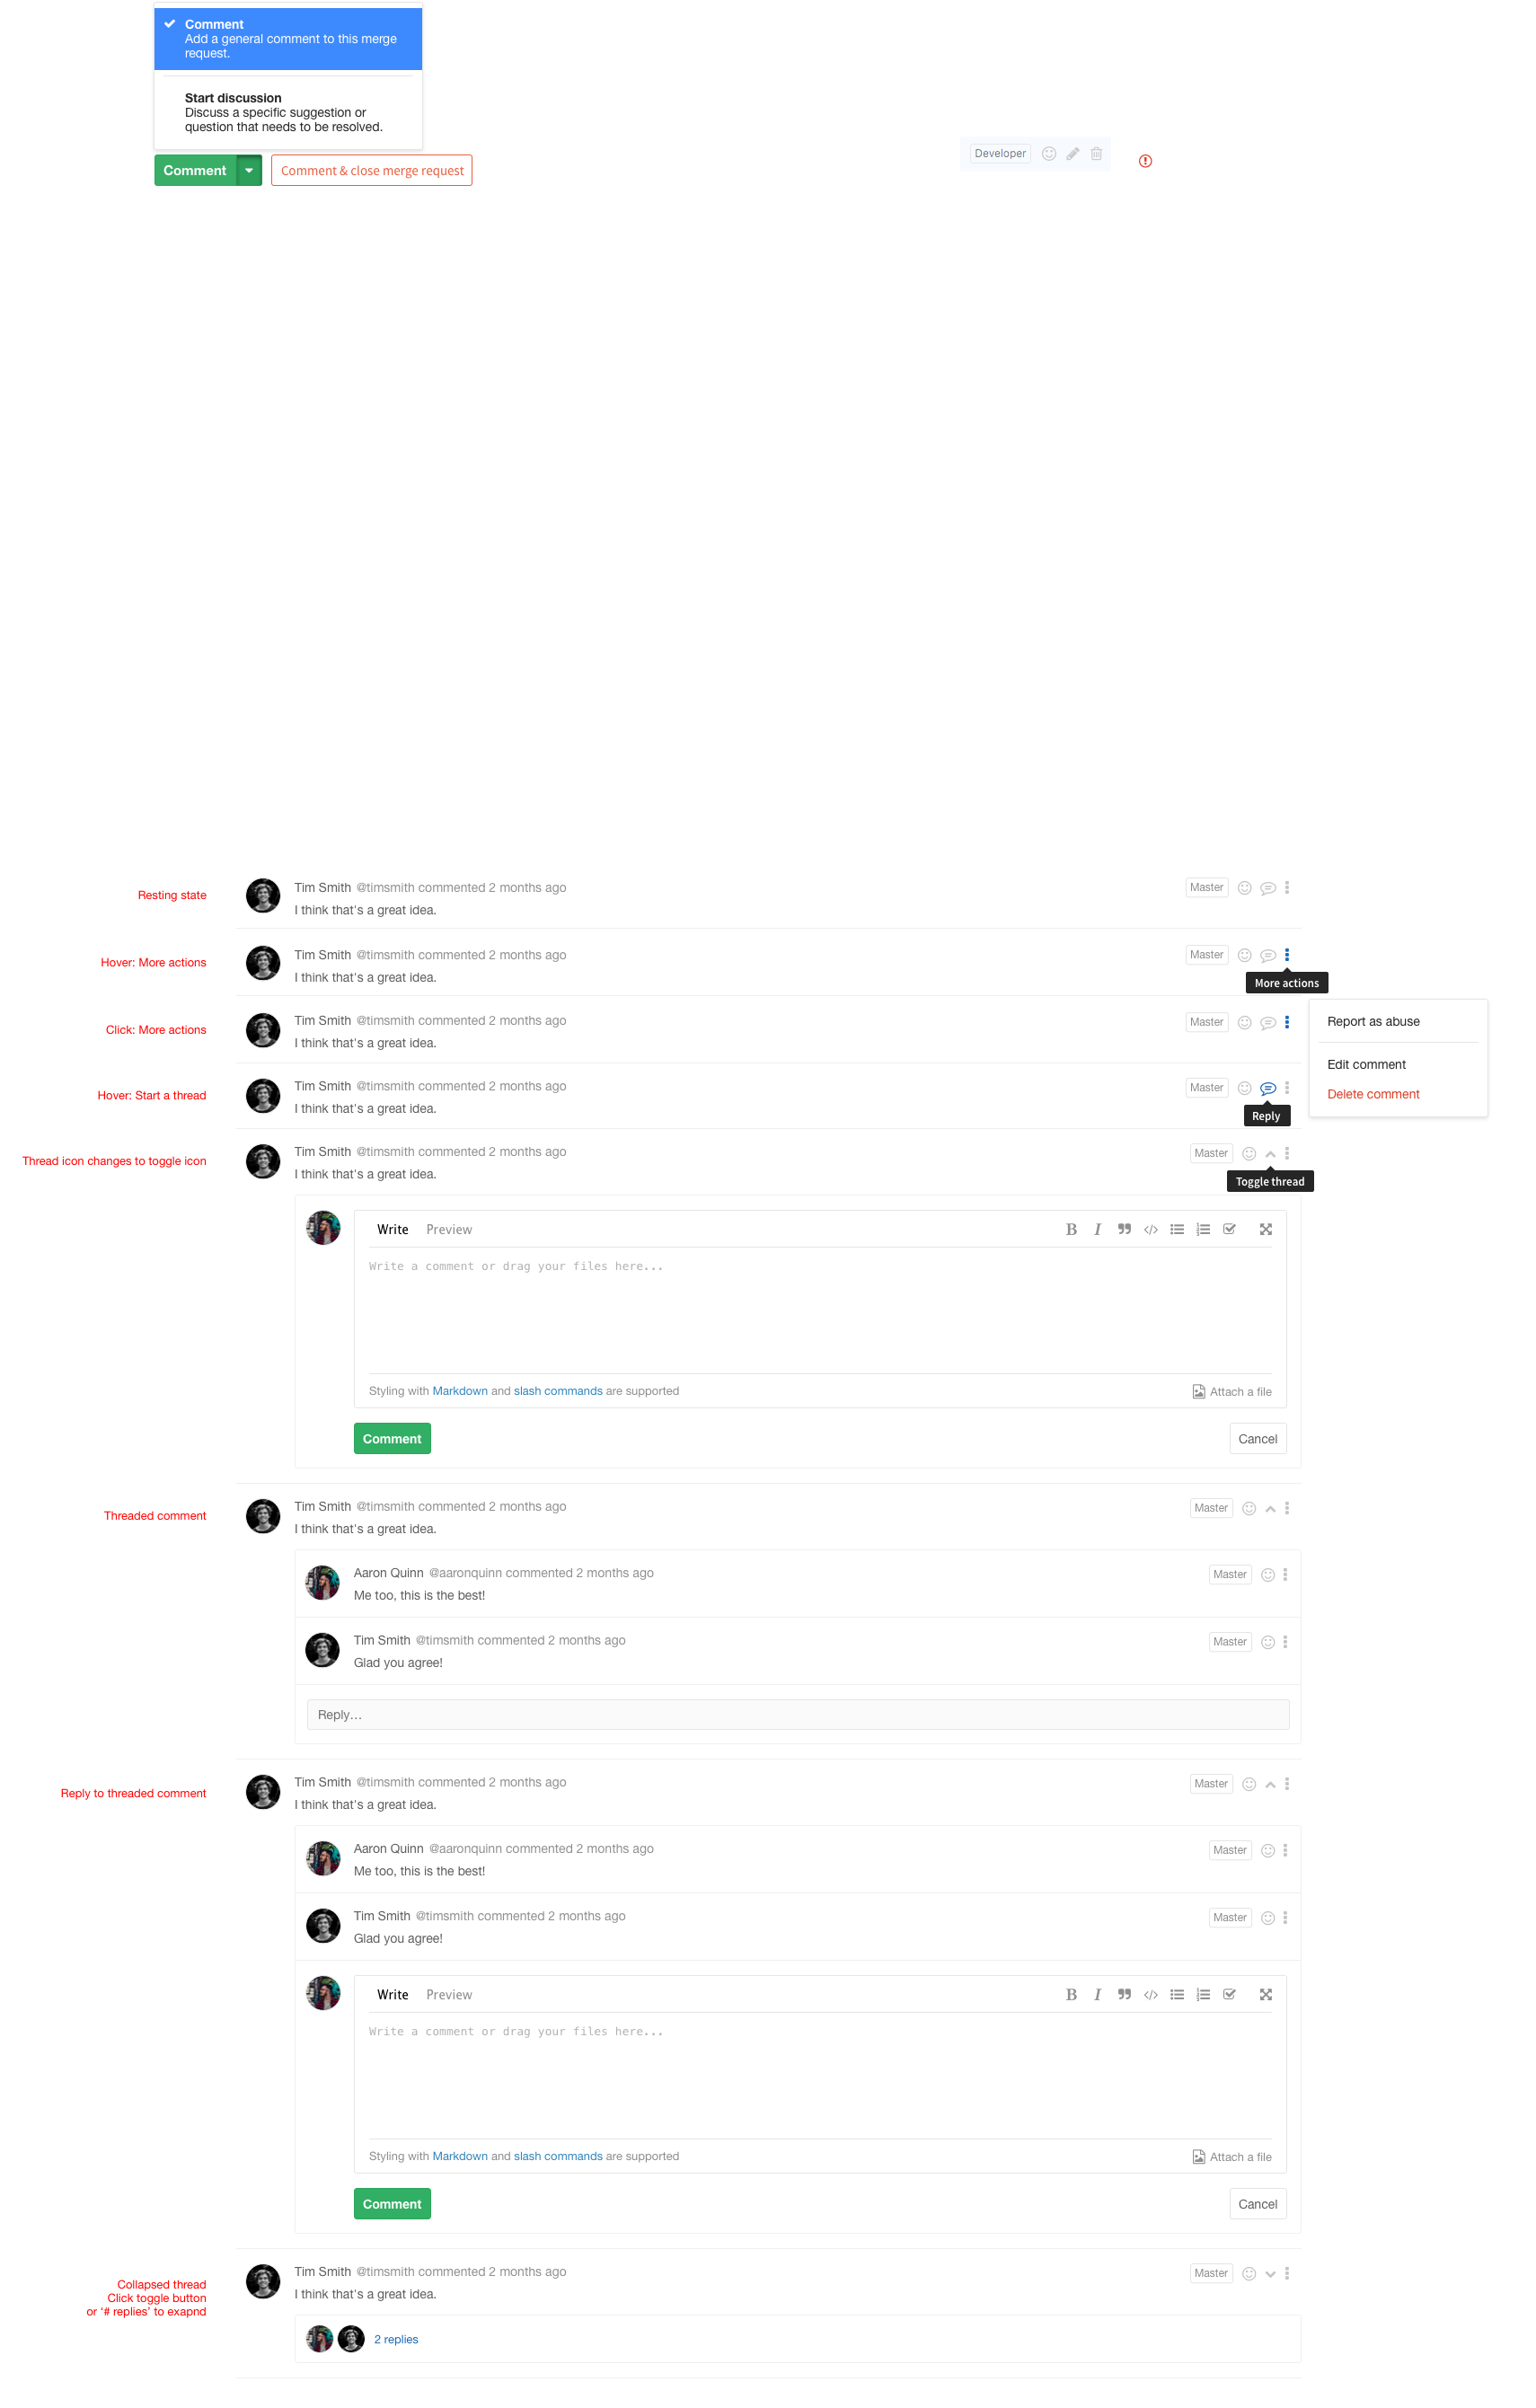 Comment
Add a general comment to this merge
request.
Start discussion
Discuss a specific suggestion or
question that needs to be resolved.
Comment
Comment & close merge request
Developer
Resting state
Tim Smith @timsmith commented 2 months ago
Master
I think that's a great idea.
Hover: More actions
Tim Smith @timsmith commented 2 months ago
Master
I think that's a great idea.
More actions
Click: More actions
Tim Smith @timsmith commented 2 months ago
Master
I think that's a great idea.
Report as abuse
Edit comment
Delete comment
Hover: Start a thread
Tim Smith @timsmith commented 2 months ago
Master
I think that's a great idea.
Reply
Thread icon changes to toggle icon
Tim Smith @timsmith commented 2 months ago
Master
I think that's a great idea.
Toggle thread
Write Preview
Write a comment or drag your files here...
Styling with Markdown and slash commands are supported
Attach a file
Comment
Cancel
Threaded comment
Tim Smith @timsmith commented 2 months ago
Master
I think that's a great idea.
Aaron Quinn @aaronquinn commented 2 months ago
Master
Me too, this is the best!
Tim Smith @timsmith commented 2 months ago
Master
Glad you agree!
Reply…
Reply to threaded comment
Tim Smith @timsmith commented 2 months ago
Master
I think that's a great idea.
Aaron Quinn @aaronquinn commented 2 months ago
Master
Me too, this is the best!
Tim Smith @timsmith commented 2 months ago
Master
Glad you agree!
Write Preview
Write a comment or drag your files here...
Styling with Markdown and slash commands are supported
Attach a file
Comment
Cancel
Collapsed thread
Click toggle button
or ‘# replies’ to exapnd
Tim Smith @timsmith commented 2 months ago
Master
I think that's a great idea.
2 replies